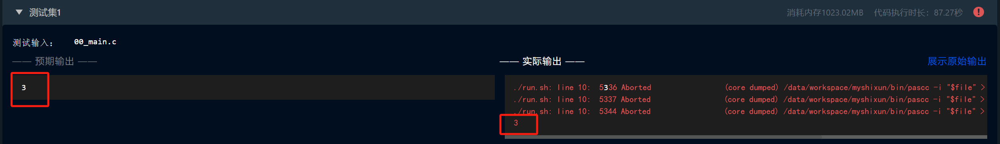 测试集1 消耗内存1023.02MB 代码执行时长：87.27秒
测试输入： 00_main.c
—— 预期输出 —— —— 实际输出 —— 展示原始输出
3
./run.sh: line 10: 5336 Aborted (core dumped) /data/workspace/myshixun/bin/pascc -i "$file" >
./run.sh: line 10: 5337 Aborted (core dumped) /data/workspace/myshixun/bin/pascc -i "$file" >
./run.sh: line 10: 5344 Aborted (core dumped) /data/workspace/myshixun/bin/pascc -i "$file" >
3